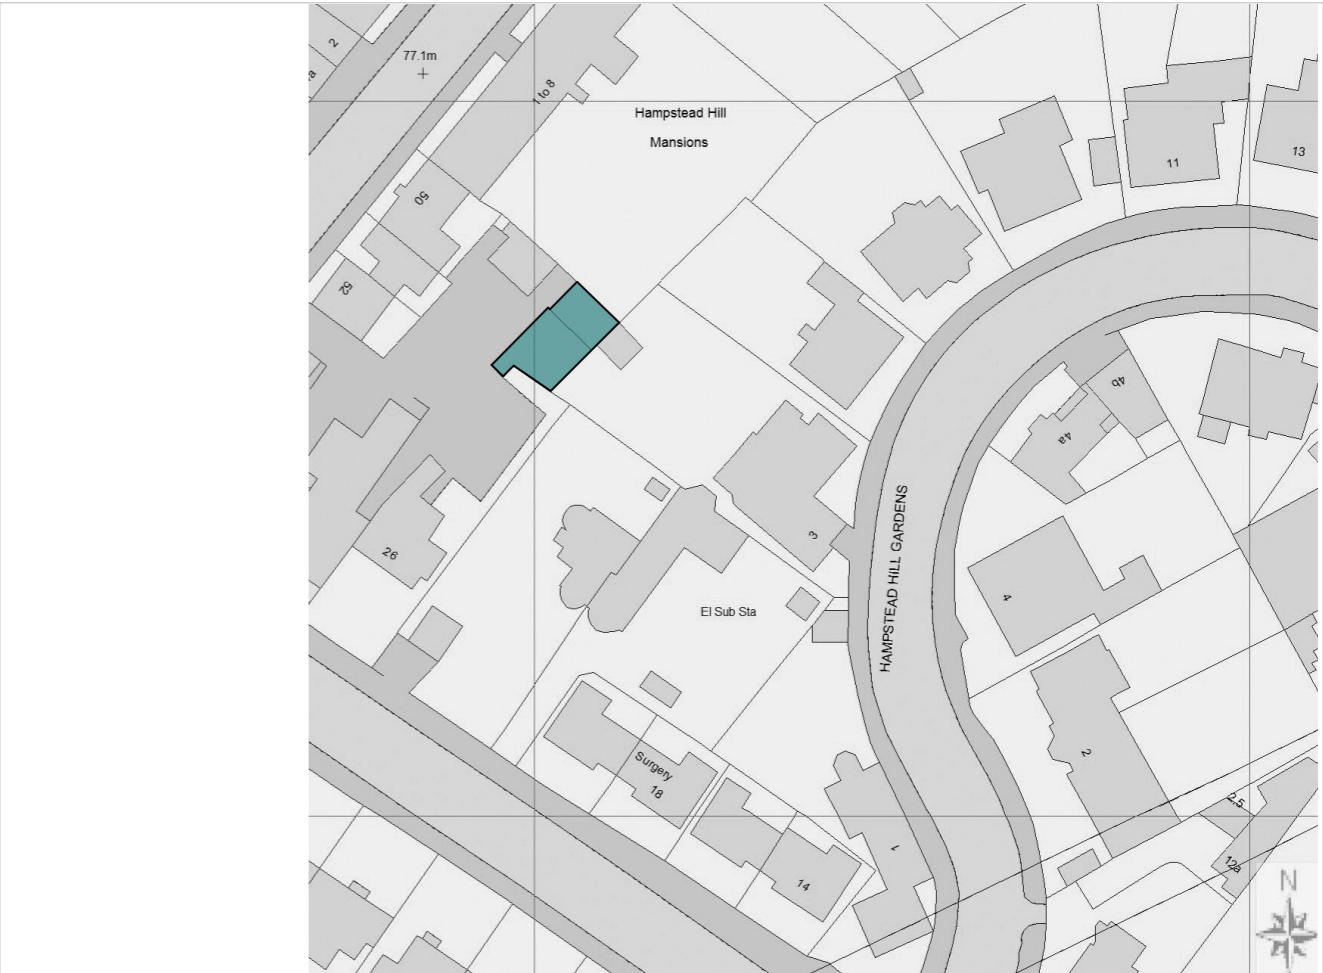 2
77.1m
1 to 8
Hampstead Hill
Mansions
11
13
50
52
4b
4a
HAMPSTEAD HILL GARDENS
3
26
4
El Sub Sta
2
Surgery
18
2.5
1
12a
14
N